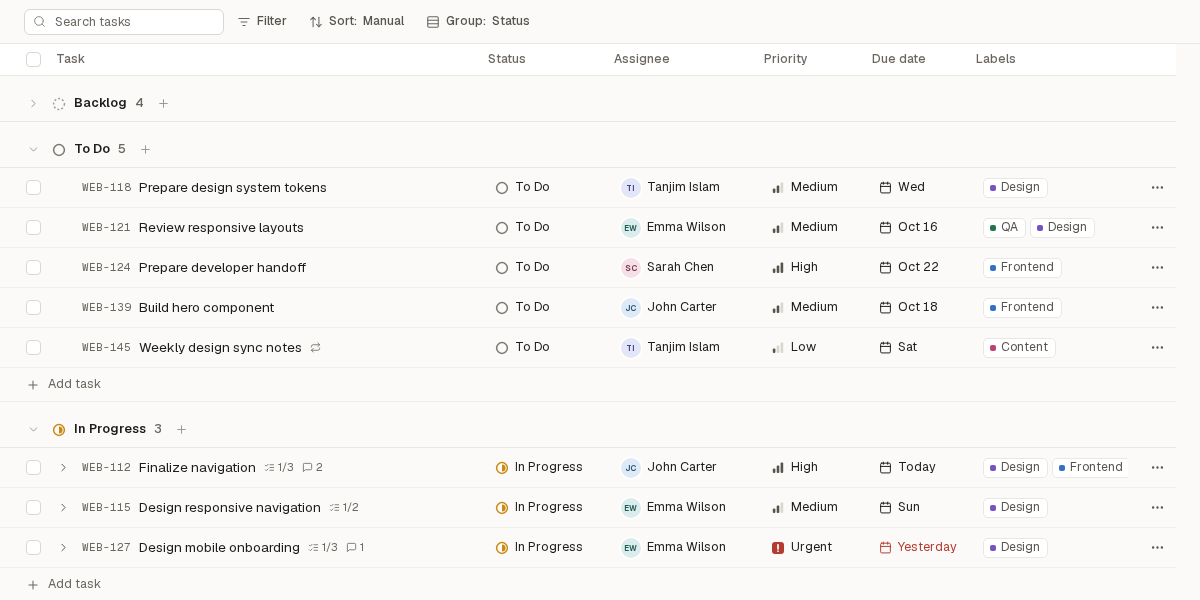 Search tasks Filter Sort: Manual Group: Status
Task Status Assignee Priority Due date Labels
Backlog 4
To Do 5
WEB-118 Prepare design system tokens To Do TI Tanjim Islam Medium Wed Design
WEB-121 Review responsive layouts To Do EW Emma Wilson Medium Oct 16 QA Design
WEB-124 Prepare developer handoff To Do SC Sarah Chen High Oct 22 Frontend
WEB-139 Build hero component To Do JC John Carter Medium Oct 18 Frontend
WEB-145 Weekly design sync notes To Do TI Tanjim Islam Low Sat Content
Add task
In Progress 3
WEB-112 Finalize navigation 1/3 2 In Progress JC John Carter High Today Design Frontend
WEB-115 Design responsive navigation 1/2 In Progress EW Emma Wilson Medium Sun Design
WEB-127 Design mobile onboarding 1/3 1 In Progress EW Emma Wilson Urgent Yesterday Design
Add task